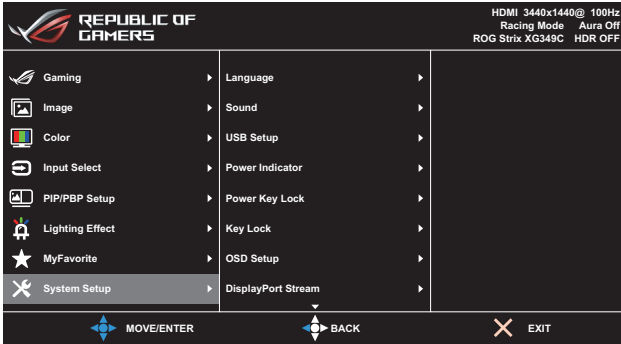 REPUBLIC OF
GAMERS
HDMI 3440x1440@ 100Hz
Racing Mode Aura Off
ROG Strix XG349C HDR OFF
Gaming
Image
Color
Input Select
PIP/PBP Setup
Lighting Effect
MyFavorite
System Setup
Language
Sound
USB Setup
Power Indicator
Power Key Lock
Key Lock
OSD Setup
DisplayPort Stream
MOVE/ENTER
BACK
EXIT